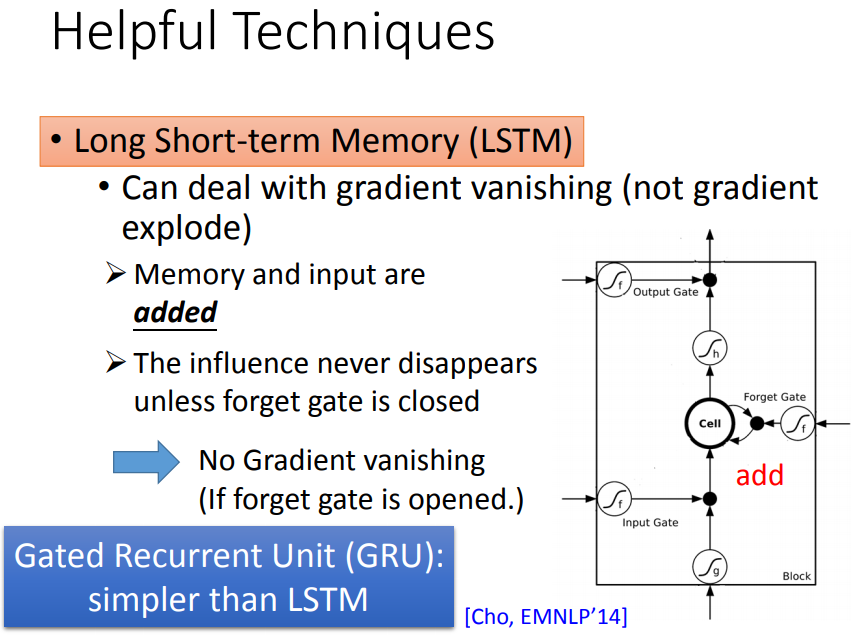 Helpful Techniques
• Long Short-term Memory (LSTM)
• Can deal with gradient vanishing (not gradient
explode)
➢ Memory and input are
added
➢ The influence never disappears
unless forget gate is closed
No Gradient vanishing
(If forget gate is opened.)
Gated Recurrent Unit (GRU):
simpler than LSTM
[Cho, EMNLP’14]
f
Output Gate
h
Forget Gate
Cell
f
add
f
Input Gate
g
Block